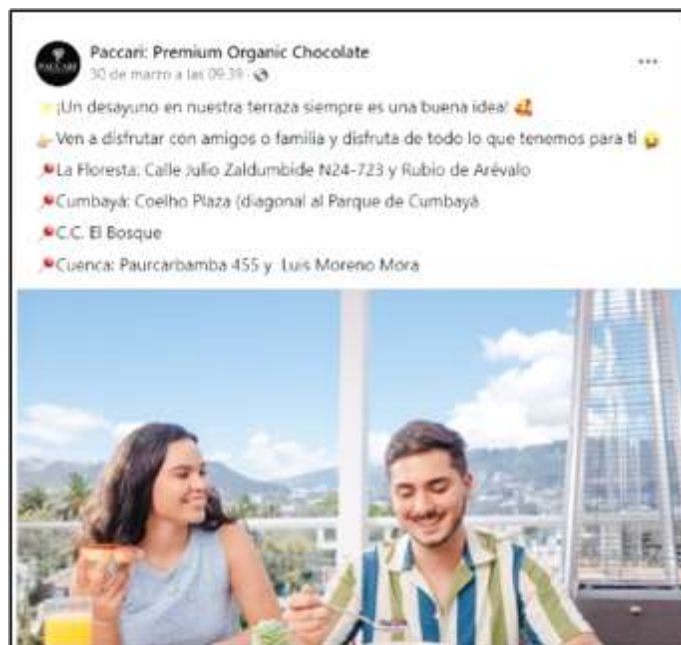 Paccari: Premium Organic Chocolate
30 de marzo a las 09:39
¡Un desayuno en nuestra terraza siempre es una buena idea!
Ven a disfrutar con amigos o familia y disfruta de todo lo que tenemos para ti
La Floresta: Calle Julio Zaldumbide N24-723 y Rubio de Arévalo
Cumbayá: Coelho Plaza (diagonal al Parque de Cumbayá
C.C. El Bosque
Cuenca: Paurcarbamba 455 y Luis Moreno Mora
PACCARI